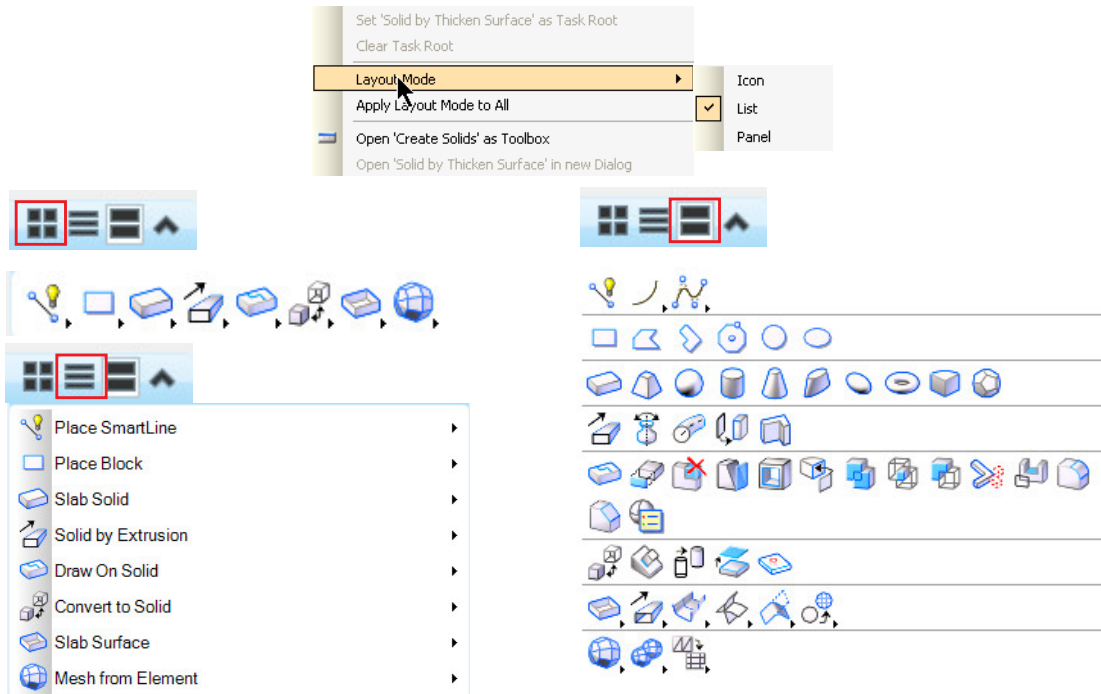 Set 'Solid by Thicken Surface' as Task Root
Clear Task Root
Layout Mode
Apply Layout Mode to All
Open 'Create Solids' as Toolbox
Open 'Solid by Thicken Surface' in new Dialog
Icon
List
Panel
Place SmartLine
Place Block
Slab Solid
Solid by Extrusion
Draw On Solid
Convert to Solid
Slab Surface
Mesh from Element